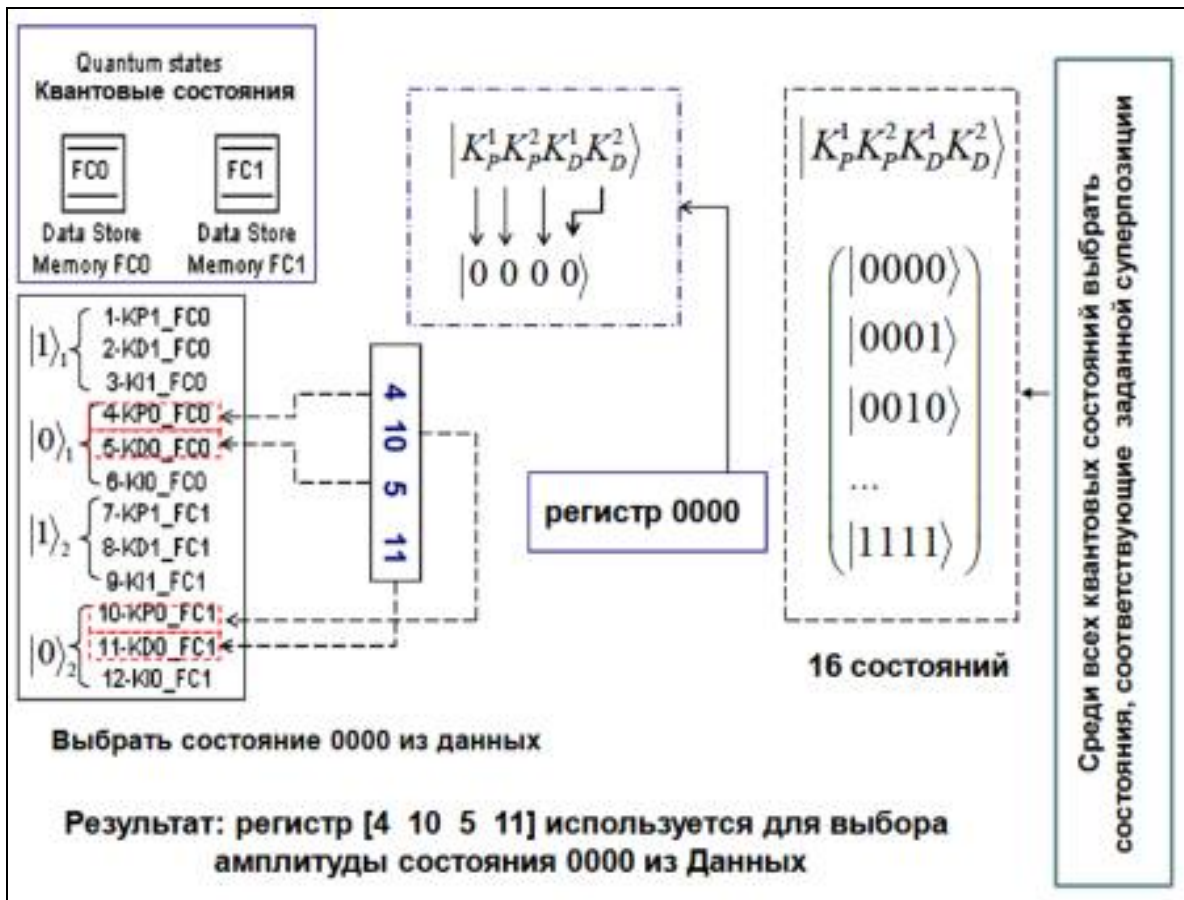 Quantum states
Квантовые состояния
FC0
FC1
Data Store
Memory FC0
Data Store
Memory FC1
|1⟩₁
1-KP1_FC0
2-KD1_FC0
3-KI1_FC0
|0⟩₁
4-KP0_FC0
5-KD0_FC0
6-KI0_FC0
|1⟩₂
7-KP1_FC1
8-KD1_FC1
9-KI1_FC1
|0⟩₂
10-KP0_FC1
11-KD0_FC1
12-KI0_FC1
4 10 5 11
|K_P^1 K_P^2 K_D^1 K_D^2⟩
|0 0 0 0⟩
регистр 0000
|K_P^1 K_P^2 K_D^1 K_D^2⟩
|0000⟩
|0001⟩
|0010⟩
...
|1111⟩
16 состояний
Среди всех квантовых состояний выбрать
состояния, соответствующие заданной суперпозиции
Выбрать состояние 0000 из данных
Результат: регистр [4 10 5 11] используется для выбора
амплитуды состояния 0000 из Данных